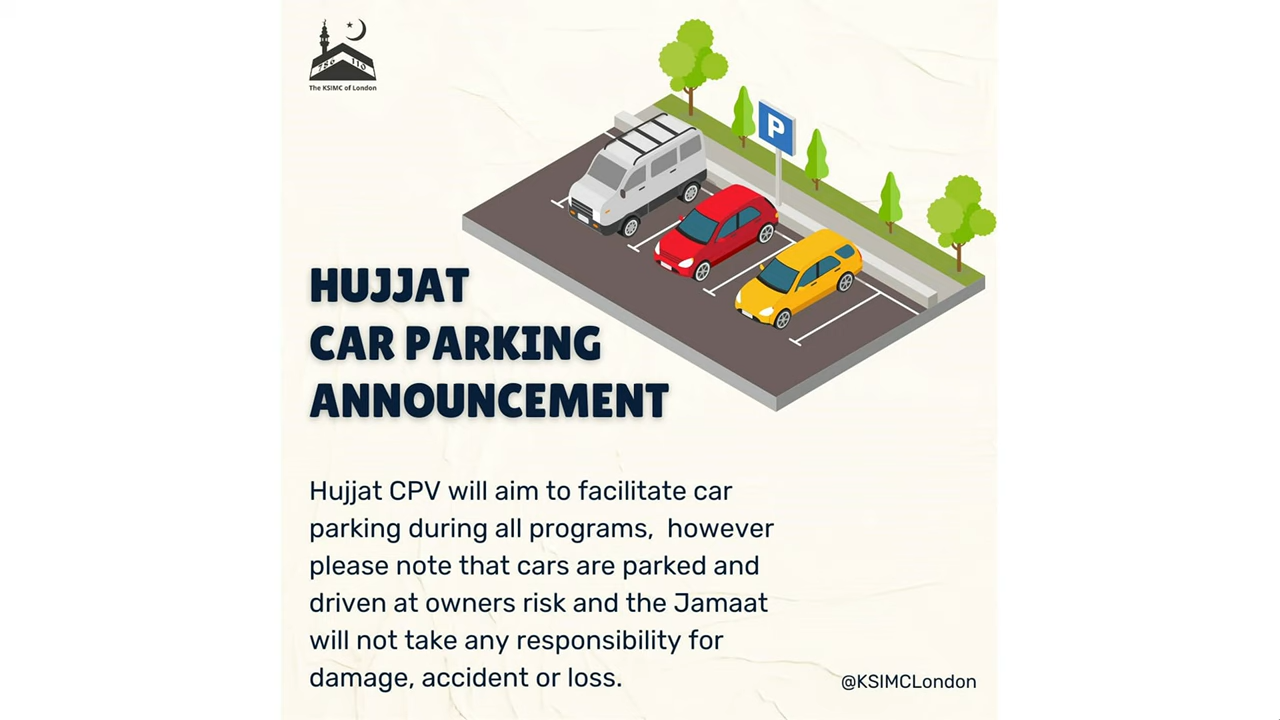 786 110
The KSIMC of London
P
HUJJAT
CAR PARKING
ANNOUNCEMENT
Hujjat CPV will aim to facilitate car
parking during all programs, however
please note that cars are parked and
driven at owners risk and the Jamaat
will not take any responsibility for
damage, accident or loss.
@KSIMCLondon